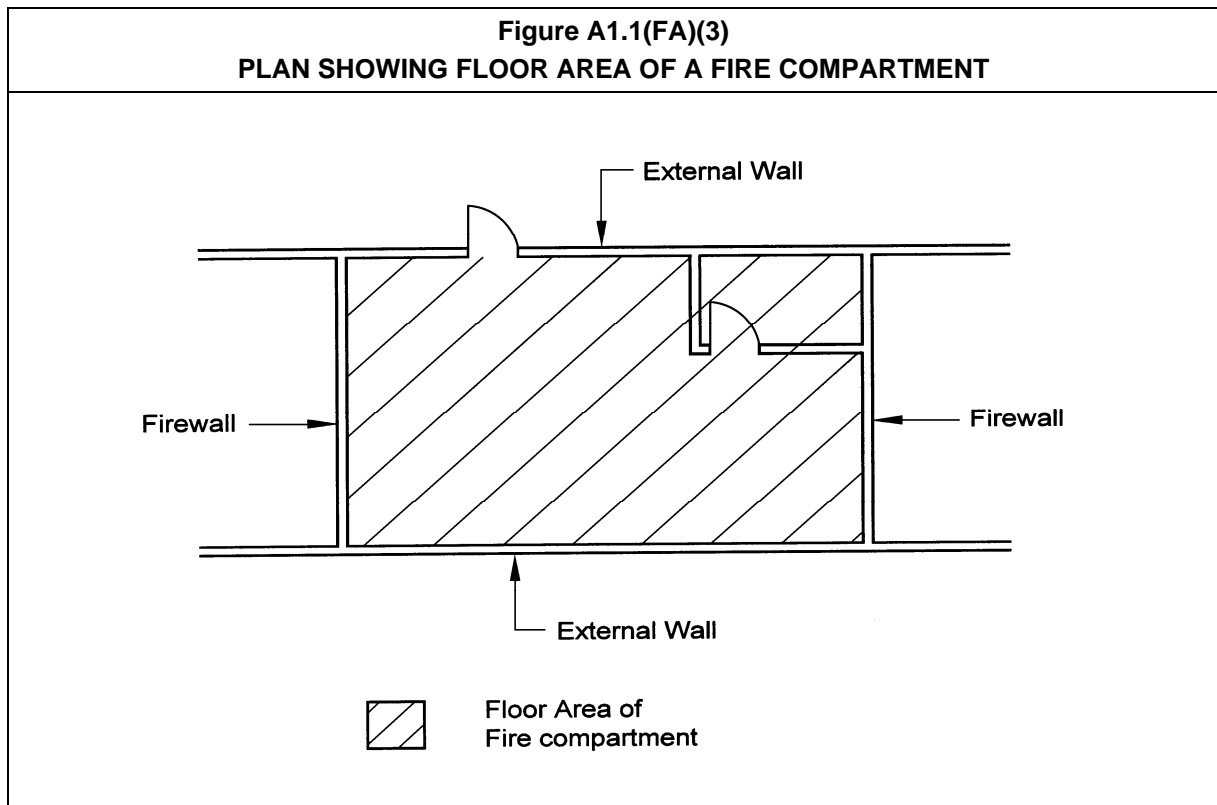 Figure A1.1(FA)(3)
PLAN SHOWING FLOOR AREA OF A FIRE COMPARTMENT
External Wall
Firewall
Firewall
External Wall
Floor Area of
Fire compartment